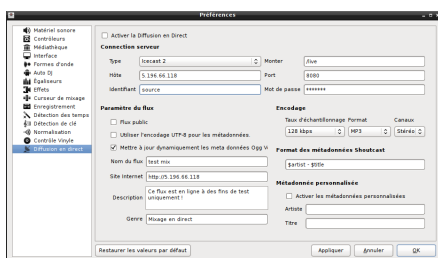 Préférences
Matériel sonore
Contrôleurs
Médiathèque
Interface
Formes d'onde
Auto DJ
Égaliseurs
Effets
Curseur de mixage
Enregistrement
Détection des temps
Détection de clé
Normalisation
Contrôle Vinyle
Diffusion en direct
Activer la Diffusion en Direct
Connection serveur
Type Icecast 2 Monter /live
Hôte 5.196.66.118 Port 8080
Identifiant source Mot de passe *******
Paramètre du flux
Flux public
Utiliser l'encodage UTF-8 pour les métadonnées.
Mettre à jour dynamiquement les meta données Ogg V
Nom du flux test mix
Site Internet http://5.196.66.118
Description Ce flux est en ligne à des fins de test uniquement !
Genre Mixage en direct
Encodage
Taux d'échantillonnage Format Canaux
128 kbps MP3 Stéréo
Format des métadonnées Shoutcast
$artist - $title
Métadonnée personnalisée
Activer les métadonnées personnalisées
Artiste
Titre
Restaurer les valeurs par défaut
Appliquer Annuler OK